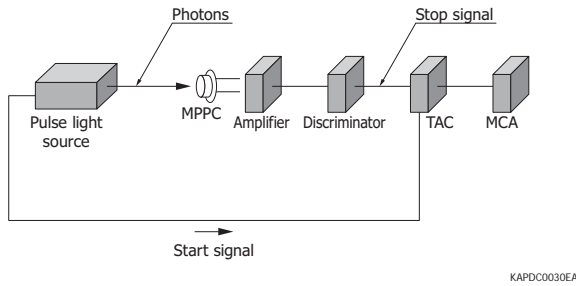 Photons
Stop signal
Pulse light
source
MPPC
Amplifier
Discriminator
TAC
MCA
Start signal
KAPDC0030EA